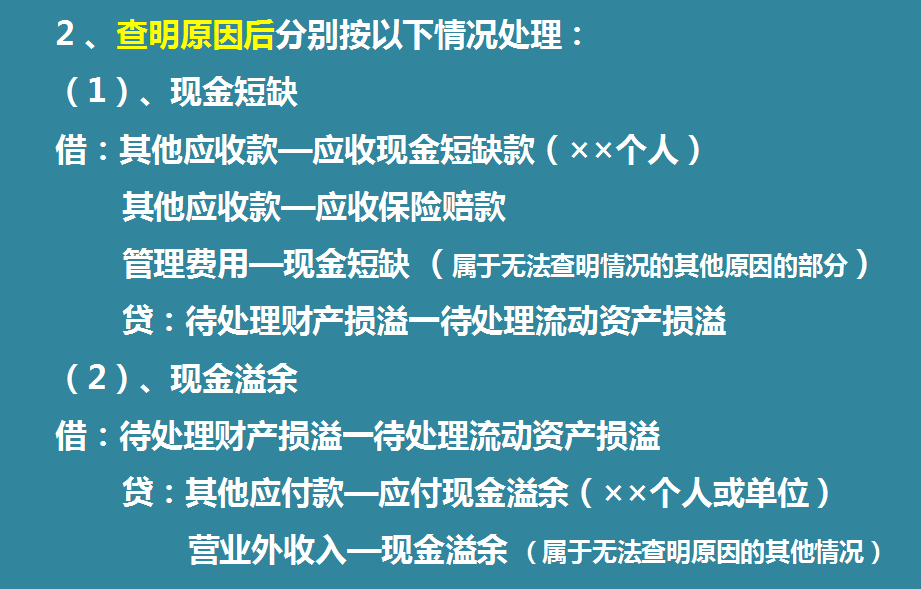 2 、查明原因后分别按以下情况处理：
（1）、现金短缺
借：其他应收款—应收现金短缺款（××个人）
其他应收款—应收保险赔款
管理费用—现金短缺 （属于无法查明情况的其他原因的部分）
贷：待处理财产损溢一待处理流动资产损溢
（2）、现金溢余
借：待处理财产损溢一待处理流动资产损溢
贷：其他应付款—应付现金溢余（××个人或单位）
营业外收入—现金溢余 （属于无法查明原因的其他情况）